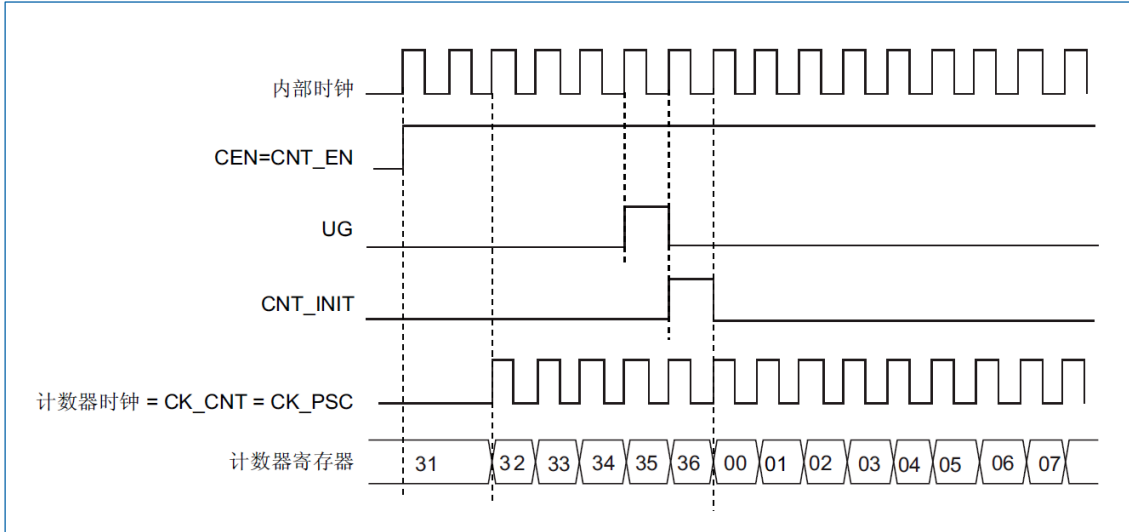 内部时钟
CEN=CNT_EN
UG
CNT_INIT
计数器时钟 = CK_CNT = CK_PSC
计数器寄存器 31 32 33 34 35 36 00 01 02 03 04 05 06 07